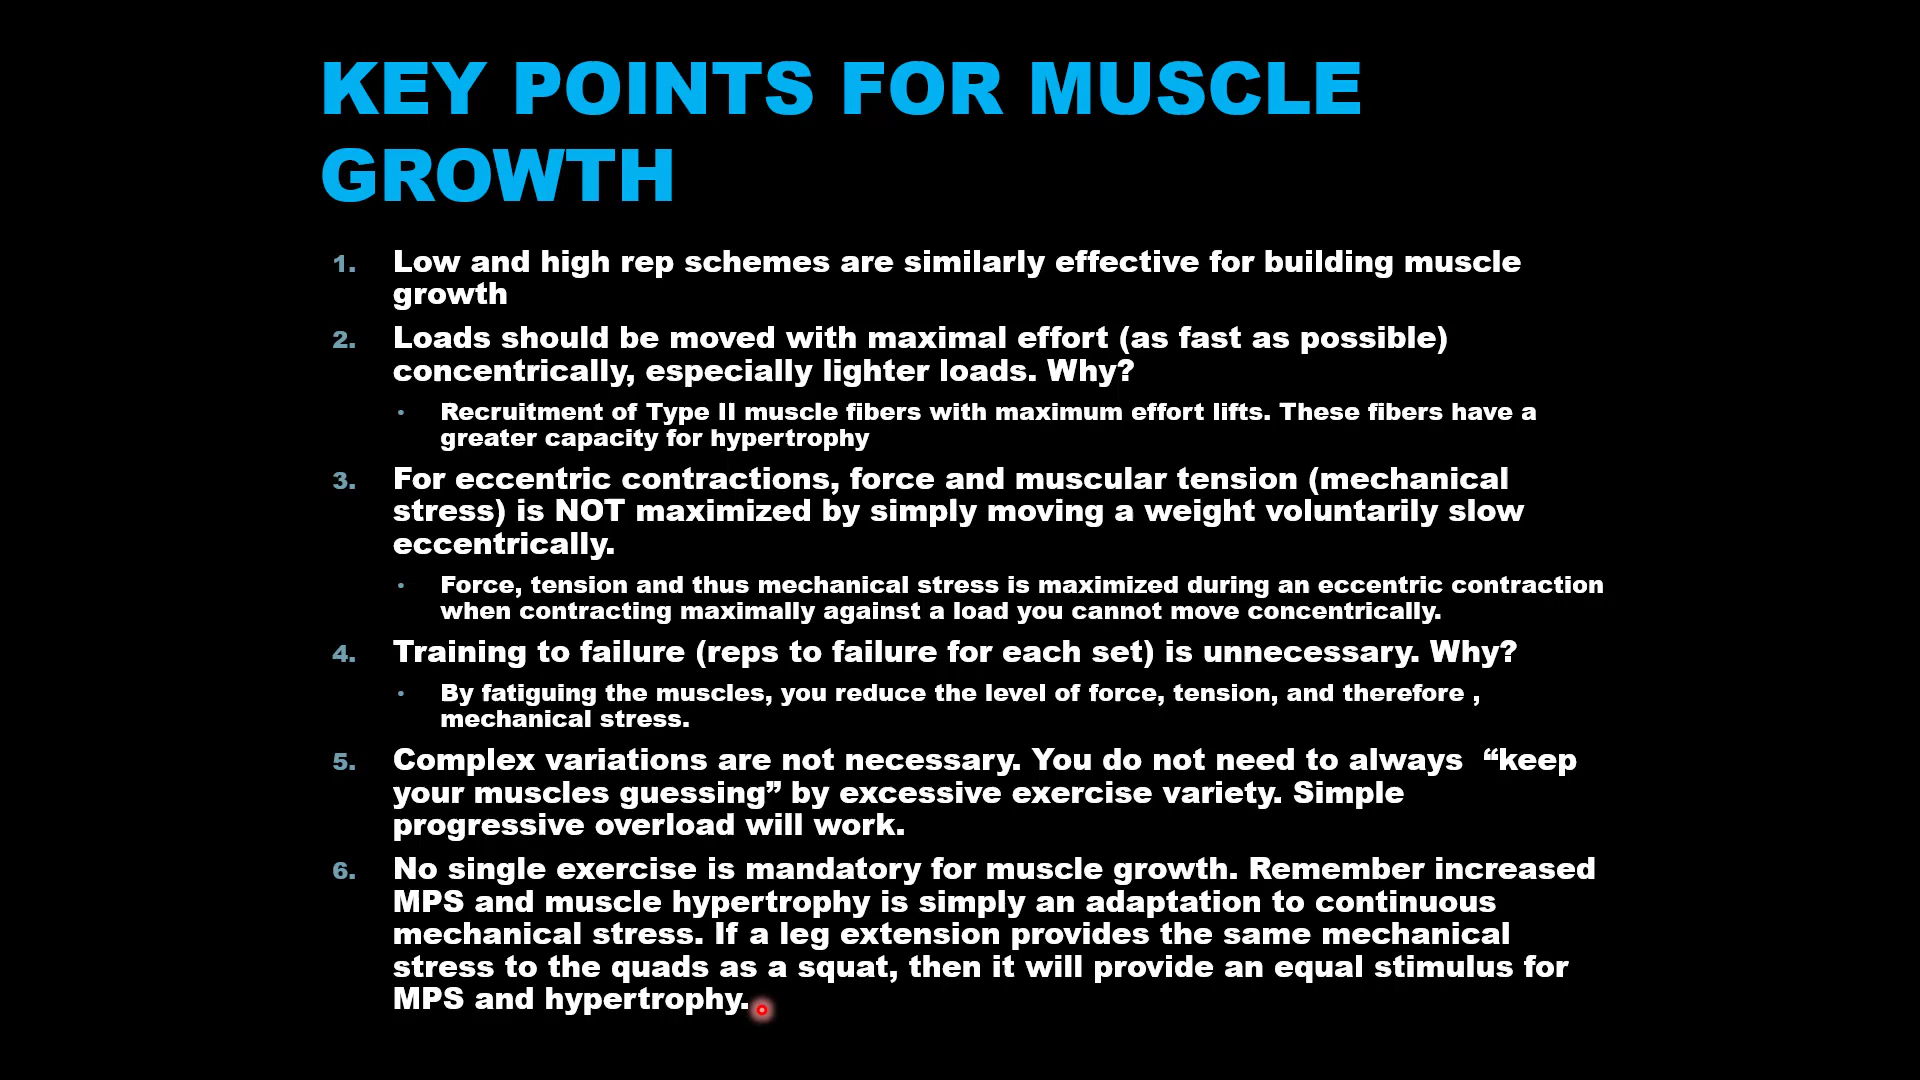 KEY POINTS FOR MUSCLE
GROWTH
1. Low and high rep schemes are similarly effective for building muscle
growth
2. Loads should be moved with maximal effort (as fast as possible)
concentrically, especially lighter loads. Why?
• Recruitment of Type II muscle fibers with maximum effort lifts. These fibers have a
greater capacity for hypertrophy
3. For eccentric contractions, force and muscular tension (mechanical
stress) is NOT maximized by simply moving a weight voluntarily slow
eccentrically.
• Force, tension and thus mechanical stress is maximized during an eccentric contraction
when contracting maximally against a load you cannot move concentrically.
4. Training to failure (reps to failure for each set) is unnecessary. Why?
• By fatiguing the muscles, you reduce the level of force, tension, and therefore ,
mechanical stress.
5. Complex variations are not necessary. You do not need to always “keep
your muscles guessing” by excessive exercise variety. Simple
progressive overload will work.
6. No single exercise is mandatory for muscle growth. Remember increased
MPS and muscle hypertrophy is simply an adaptation to continuous
mechanical stress. If a leg extension provides the same mechanical
stress to the quads as a squat, then it will provide an equal stimulus for
MPS and hypertrophy.